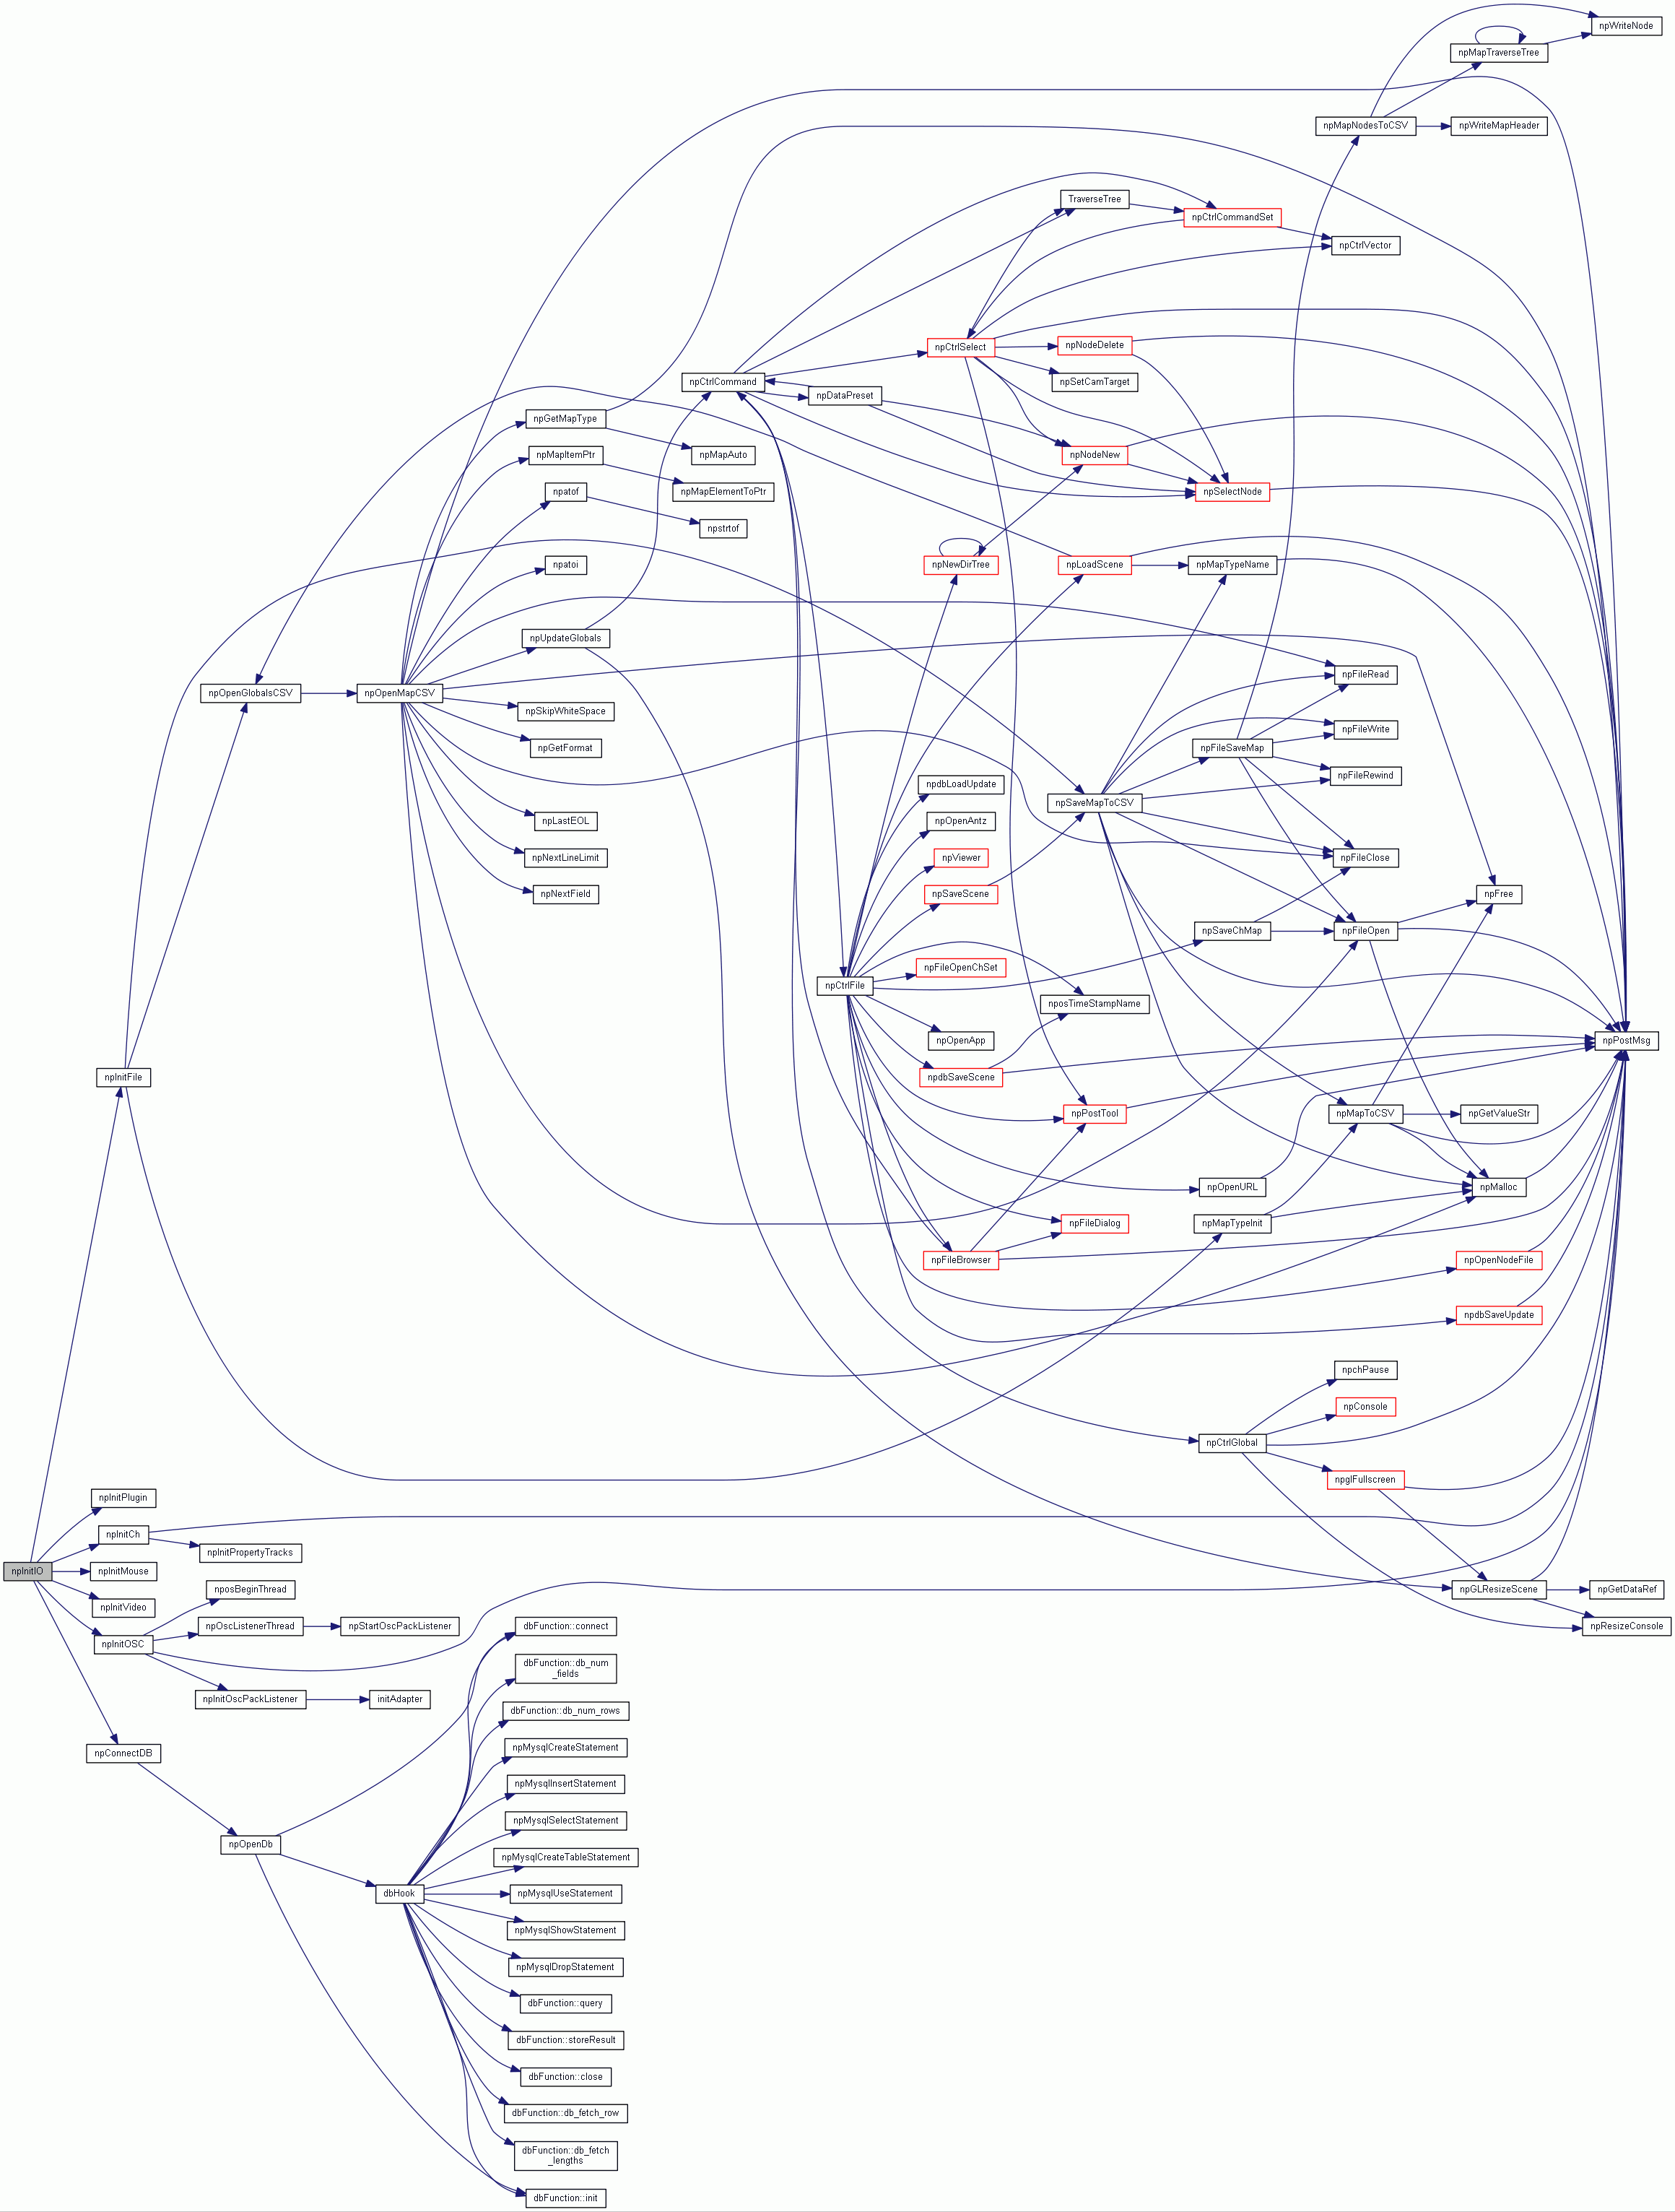 npWriteNode
npMapTraverseTree
npMapNodesToCSV
npWriteMapHeader
TraverseTree
npCtrlCommandSet
npCtrlVector
npCtrlSelect
npNodeDelete
npSetCamTarget
npCtrlCommand
npDataPreset
npGetMapType
npMapAuto
npMapItemPtr
npNodeNew
npMapElementToPtr
npSelectNode
npatof
npstrtof
npatoi
npNewDirTree
npLoadScene
npMapTypeName
npUpdateGlobals
npFileRead
npOpenGlobalsCSV
npOpenMapCSV
npSkipWhiteSpace
npFileWrite
npGetFormat
npFileSaveMap
npFileRewind
npdbLoadUpdate
npSaveMapToCSV
npLastEOL
npOpenAntz
npNextLineLimit
npViewer
npFileClose
npNextField
npSaveScene
npFree
npSaveChMap
npFileOpen
npFileOpenChSet
npCtrlFile
nposTimeStampName
npOpenApp
npPostMsg
npInitFile
npdbSaveScene
npPostTool
npMapToCSV
npGetValueStr
npOpenURL
npMalloc
npMapTypeInit
npFileDialog
npFileBrowser
npOpenNodeFile
npdbSaveUpdate
npchPause
npConsole
npCtrlGlobal
npglFullscreen
npInitPlugin
npInitCh
npInitPropertyTracks
npInitIO
npInitMouse
nposBeginThread
npGLResizeScene
npGetDataRef
npInitVideo
npOscListenerThread
npStartOscPackListener
dbFunction::connect
npResizeConsole
npInitOSC
dbFunction::db_num
_fields
npInitOscPackListener
initAdapter
dbFunction::db_num_rows
npConnectDB
npMysqlCreateStatement
npMysqlInsertStatement
npMysqlSelectStatement
npOpenDb
npMysqlCreateTableStatement
dbHook
npMysqlUseStatement
npMysqlShowStatement
npMysqlDropStatement
dbFunction::query
dbFunction::storeResult
dbFunction::close
dbFunction::db_fetch_row
dbFunction::db_fetch
_lengths
dbFunction::init